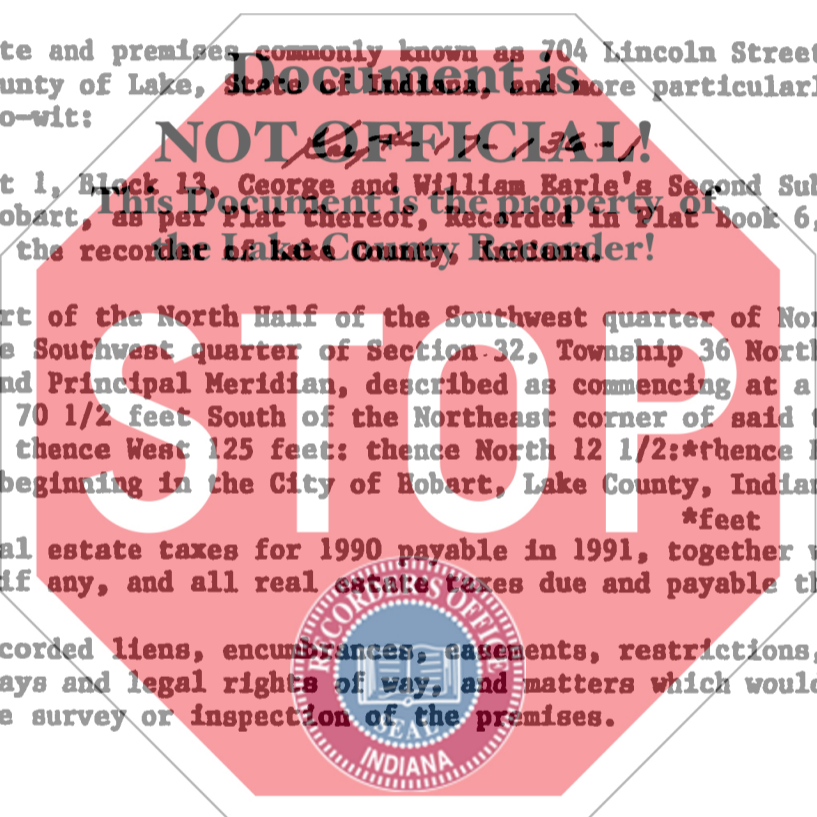 te and premises commonly known as 704 Lincoln Street
unty of Lake, State of Indiana, and more particularl
Document is
o-wit:
NOT OFFICIAL!
17-136-1
t 1, Block 13, George and William Earle's Second Sub
This Document is the property of
obart, as per Plat thereof, Recorded in Plat Book 6,
the recorder of Lake County, Indiana.
the Lake County Recorder!
rt of the North Half of the Southwest quarter of Nor
e Southwest quarter of Section 32, Township 36 North
nd Principal Meridian, described as commencing at a
70 1/2 feet South of the Northeast corner of said
thence West 125 feet: thence North 12 1/2:*thence
beginning in the City of Hobart, Lake County, Indian
*feet
STOP
al estate taxes for 1990 payable in 1991, together
if any, and all real estate taxes due and payable th
corded liens, encumbrances, easements, restrictions,
ays and legal rights of way, and matters which would
e survey or inspection of the premises.
RECORDER'S OFFICE
SEAL
INDIANA